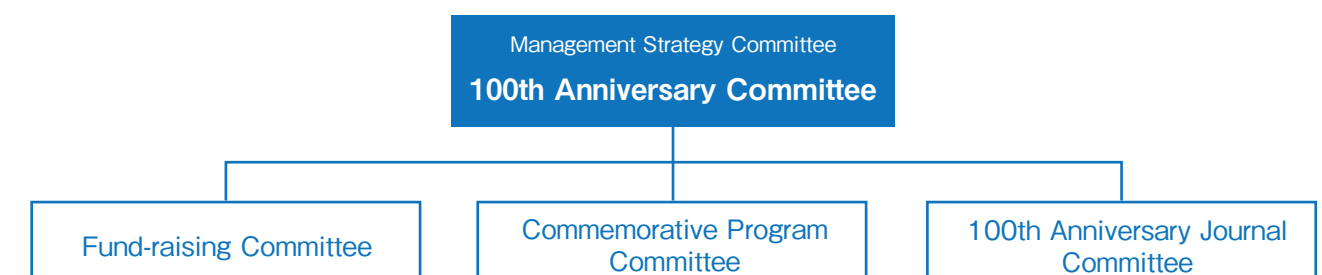 Management Strategy Committee
100th Anniversary Committee
Fund-raising Committee
Commemorative Program
Committee
100th Anniversary Journal
Committee